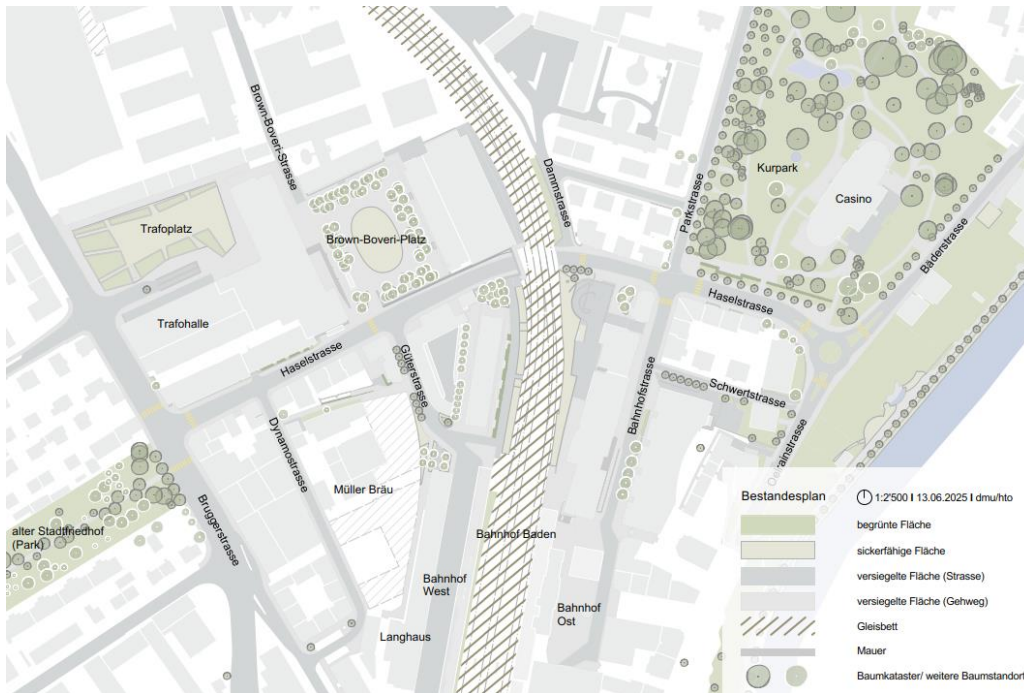 Brown-Boveri-Strasse
Dammstrasse
Parkstrasse
Kurpark
Casino
Bäderstrasse
Trafoplatz
Brown-Boveri-Platz
Trafohalle
Haselstrasse
Haselstrasse
Güterstrasse
Bahnhofstrasse
Schwertstrasse
Dynamostrasse
Müller Bräu
Bruggerstrasse
alter Stadtfriedhof
(Park)
Bahnhof Baden
Bahnhof
West
Bahnhof
Ost
Langhaus
Bestandesplan
1:2'500 I 13.06.2025 I dmu/hto
begrünte Fläche
sickerfähige Fläche
versiegelte Fläche (Strasse)
versiegelte Fläche (Gehweg)
Gleisbett
Mauer
Baumkataster/ weitere Baumstandort